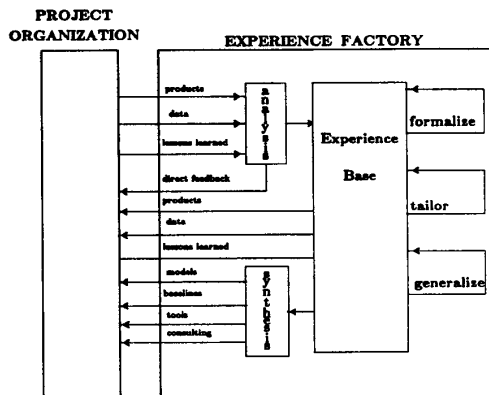 PROJECT
ORGANIZATION
EXPERIENCE FACTORY
products
data
lessons learned
direct feedback
products
data
lessons learned
models
baselines
tools
consulting
analysis
synthesis
Experience
Base
formalize
tailor
generalize